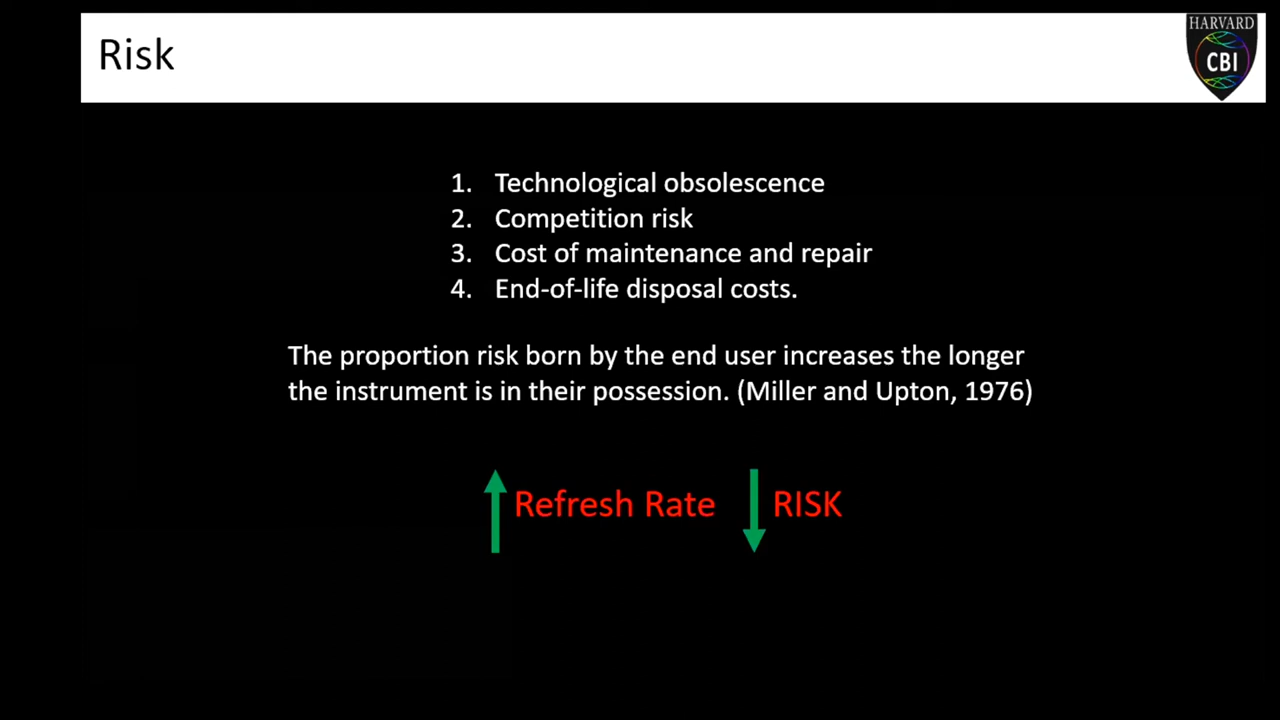 Risk
HARVARD
CBI
1. Technological obsolescence
2. Competition risk
3. Cost of maintenance and repair
4. End-of-life disposal costs.
The proportion risk born by the end user increases the longer
the instrument is in their possession. (Miller and Upton, 1976)
Refresh Rate RISK